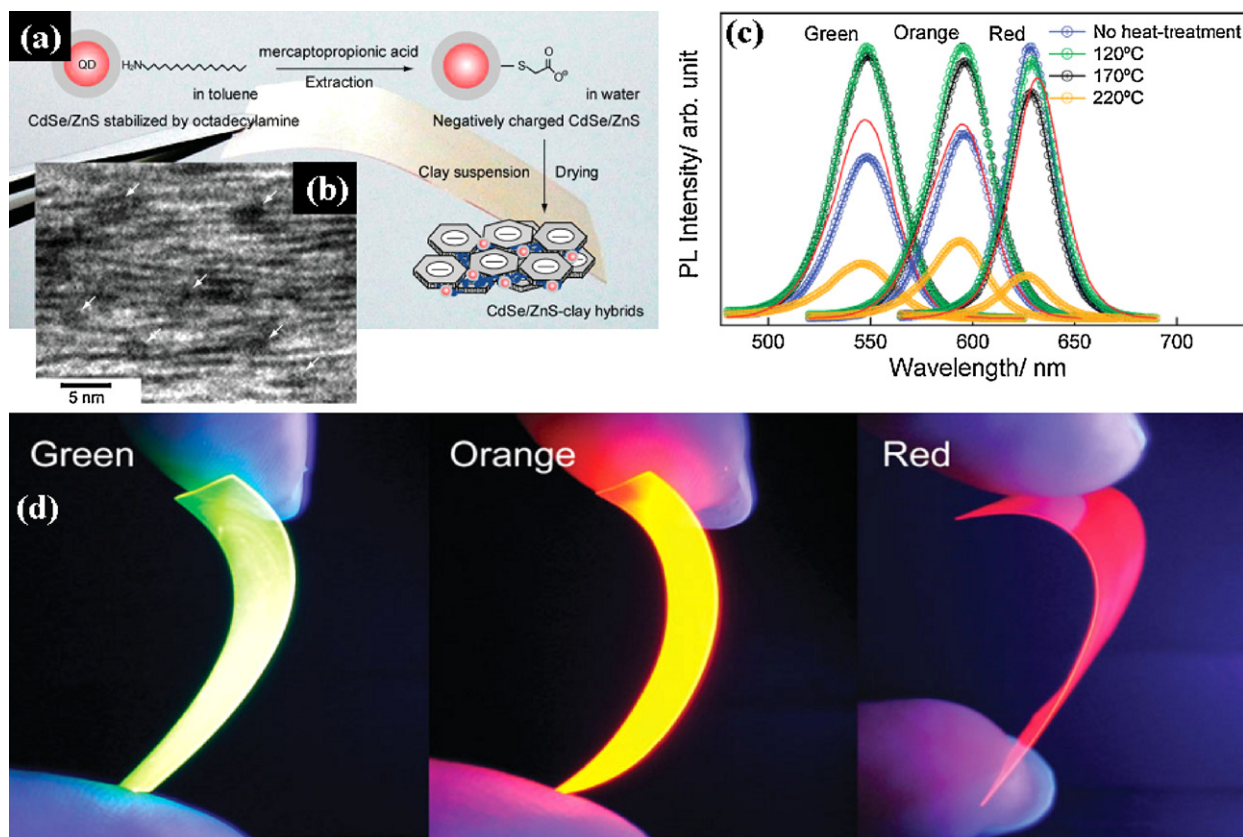 (a)
QD
H₂N
in toluene
CdSe/ZnS stabilized by octadecylamine
mercaptopropionic acid
Extraction
S
O
O⊖
in water
Negatively charged CdSe/ZnS
Clay suspension
Drying
CdSe/ZnS-clay hybrids
(b)
5 nm
(c)
Green
Orange
Red
No heat-treatment
120ºC
170ºC
220ºC
PL Intensity/ arb. unit
500
550
600
650
700
Wavelength/ nm
(d)
Green
Orange
Red